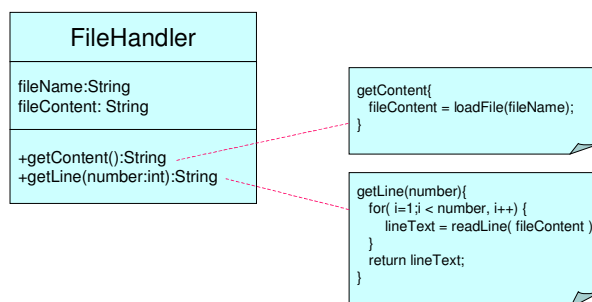 FileHandler
fileName:String
fileContent: String
+getContent():String
+getLine(number:int):String
getContent{
fileContent = loadFile(fileName);
}
getLine(number){
for( i=1;i < number, i++) {
lineText = readLine( fileContent )
}
return lineText;
}